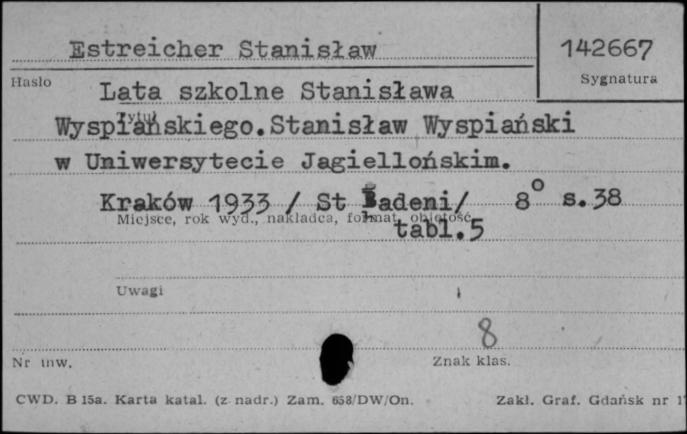 Estreicher Stanisław
142667
Sygnatura
Hasło
Lata szkolne Stanisława
Tytuł
Wyspiańskiego. Stanisław Wyspiański
w Uniwersytecie Jagiellońskim.
Kraków 1933 / St Badeni/ 8° s.38
Miejsce, rok wyd., nakładca, format, objętość
tabl.5
Uwagi
8
Nr inw.
Znak klas.
CWD. B 15a. Karta katal. (z nadr.) Zam. 658/DW/On.
Zakł. Graf. Gdańsk nr